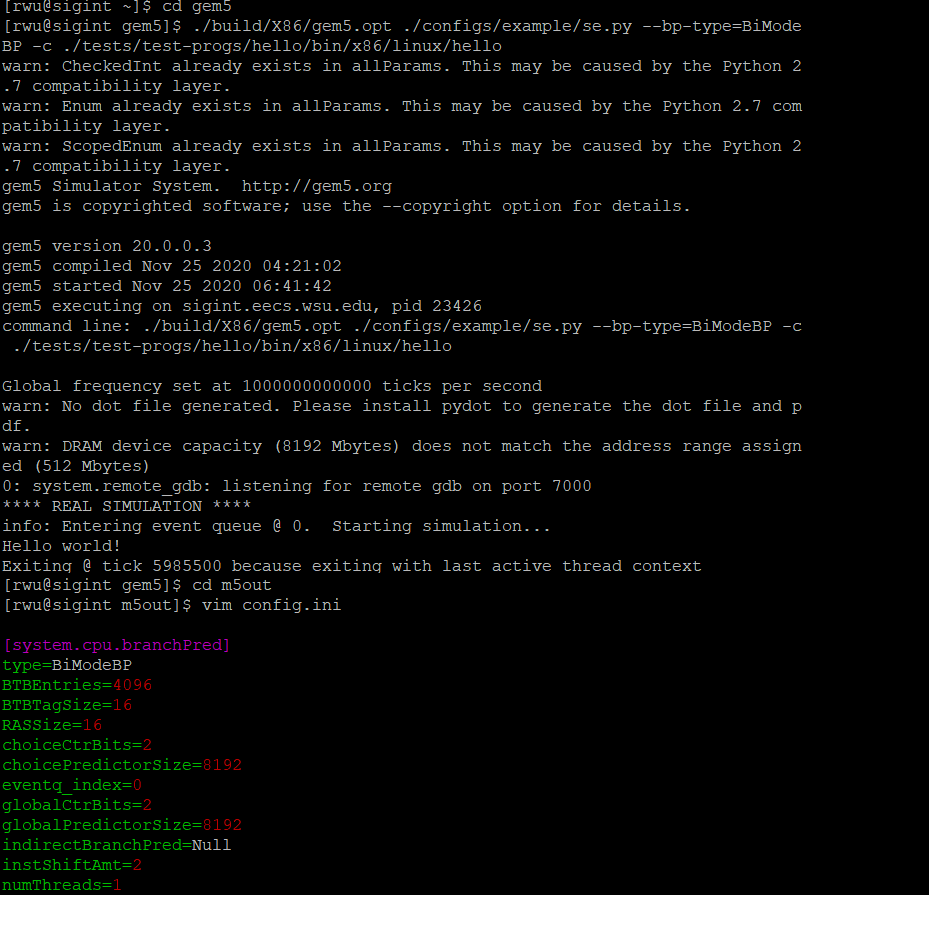 [rwu@sigint ~]$ cd gem5
[rwu@sigint gem5]$ ./build/X86/gem5.opt ./configs/example/se.py --bp-type=BiMode
BP -c ./tests/test-progs/hello/bin/x86/linux/hello
warn: CheckedInt already exists in allParams. This may be caused by the Python 2
.7 compatibility layer.
warn: Enum already exists in allParams. This may be caused by the Python 2.7 com
patibility layer.
warn: ScopedEnum already exists in allParams. This may be caused by the Python 2
.7 compatibility layer.
gem5 Simulator System.  http://gem5.org
gem5 is copyrighted software; use the --copyright option for details.

gem5 version 20.0.0.3
gem5 compiled Nov 25 2020 04:21:02
gem5 started Nov 25 2020 06:41:42
gem5 executing on sigint.eecs.wsu.edu, pid 23426
command line: ./build/X86/gem5.opt ./configs/example/se.py --bp-type=BiModeBP -c
 ./tests/test-progs/hello/bin/x86/linux/hello

Global frequency set at 1000000000000 ticks per second
warn: No dot file generated. Please install pydot to generate the dot file and p
df.
warn: DRAM device capacity (8192 Mbytes) does not match the address range assign
ed (512 Mbytes)
0: system.remote_gdb: listening for remote gdb on port 7000
**** REAL SIMULATION ****
info: Entering event queue @ 0.  Starting simulation...
Hello world!
Exiting @ tick 5985500 because exiting with last active thread context
[rwu@sigint gem5]$ cd m5out
[rwu@sigint m5out]$ vim config.ini

[system.cpu.branchPred]
type=BiModeBP
BTBEntries=4096
BTBTagSize=16
RASSize=16
choiceCtrBits=2
choicePredictorSize=8192
eventq_index=0
globalCtrBits=2
globalPredictorSize=8192
indirectBranchPred=Null
instShiftAmt=2
numThreads=1